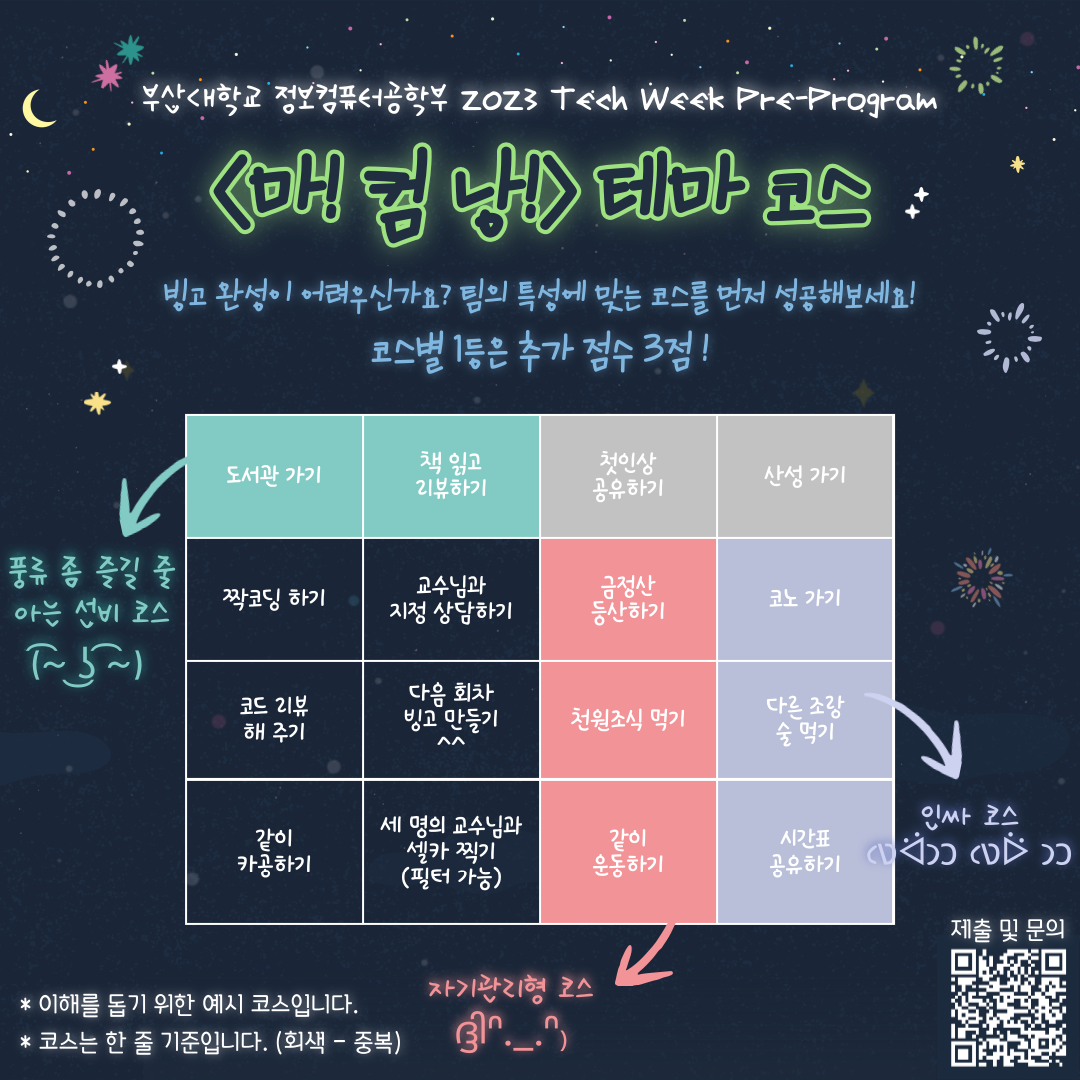 부산대학교 정보컴퓨터공학부 2023 Tech Week Pre-Program
<마! 컴 낭!> 테마 코스
빙고 완성이 어려우신가요? 팀의 특성에 맞는 코스를 먼저 성공해보세요!
코스별 1등은 추가 점수 3점 !
도서관 가기
책 읽고
리뷰하기
첫인상
공유하기
산성 가기
풍류 좀 즐길 줄
아는 선비 코스
(͡~ ͜ʖ ͡~)
짝코딩 하기
교수님과
지정 상담하기
금정산
등산하기
코노 가기
코드 리뷰
해 주기
다음 회차
빙고 만들기
^^
천원조식 먹기
다른 조랑
술 먹기
같이
카공하기
세 명의 교수님과
셀카 찍기
(필터 가능)
같이
운동하기
시간표
공유하기
인싸 코스
제출 및 문의
자기관리형 코스
* 이해를 돕기 위한 예시 코스입니다.
* 코스는 한 줄 기준입니다. (회색 - 중복)